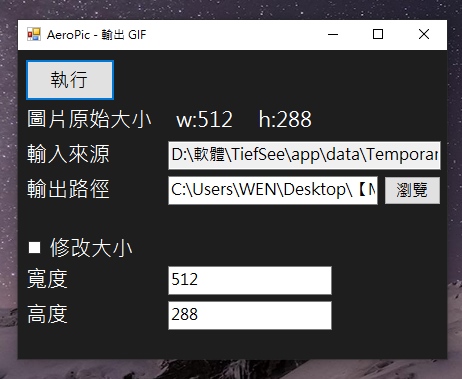 AeroPic - 輸出 GIF
執行
圖片原始大小 w:512 h:288
輸入來源 D:\軟體\TiefSee\app\data\Temporar
輸出路徑 C:\Users\WEN\Desktop\【M 瀏覽
修改大小
寬度 512
高度 288